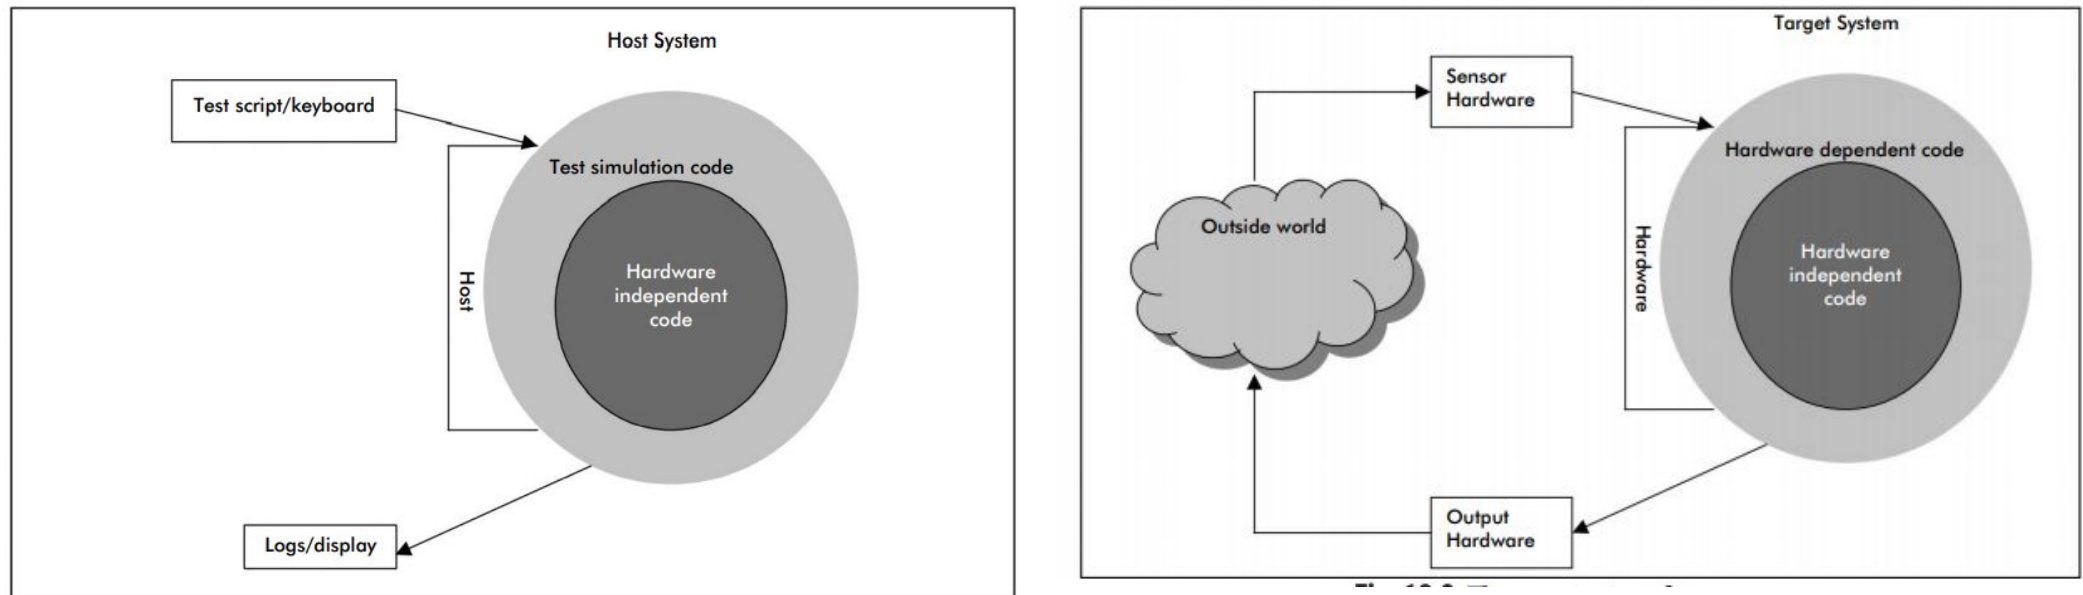 Host System
Test script/keyboard
Test simulation code
Hardware
independent
code
Host
Logs/display
Target System
Sensor
Hardware
Hardware dependent code
Outside world
Hardware
Hardware
independent
code
Output
Hardware